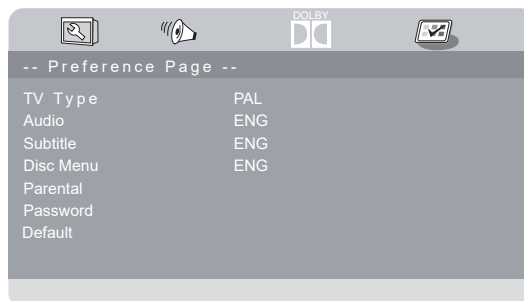 DOLBY
-- Preference Page --
TV Type PAL
Audio ENG
Subtitle ENG
Disc Menu ENG
Parental
Password
Default